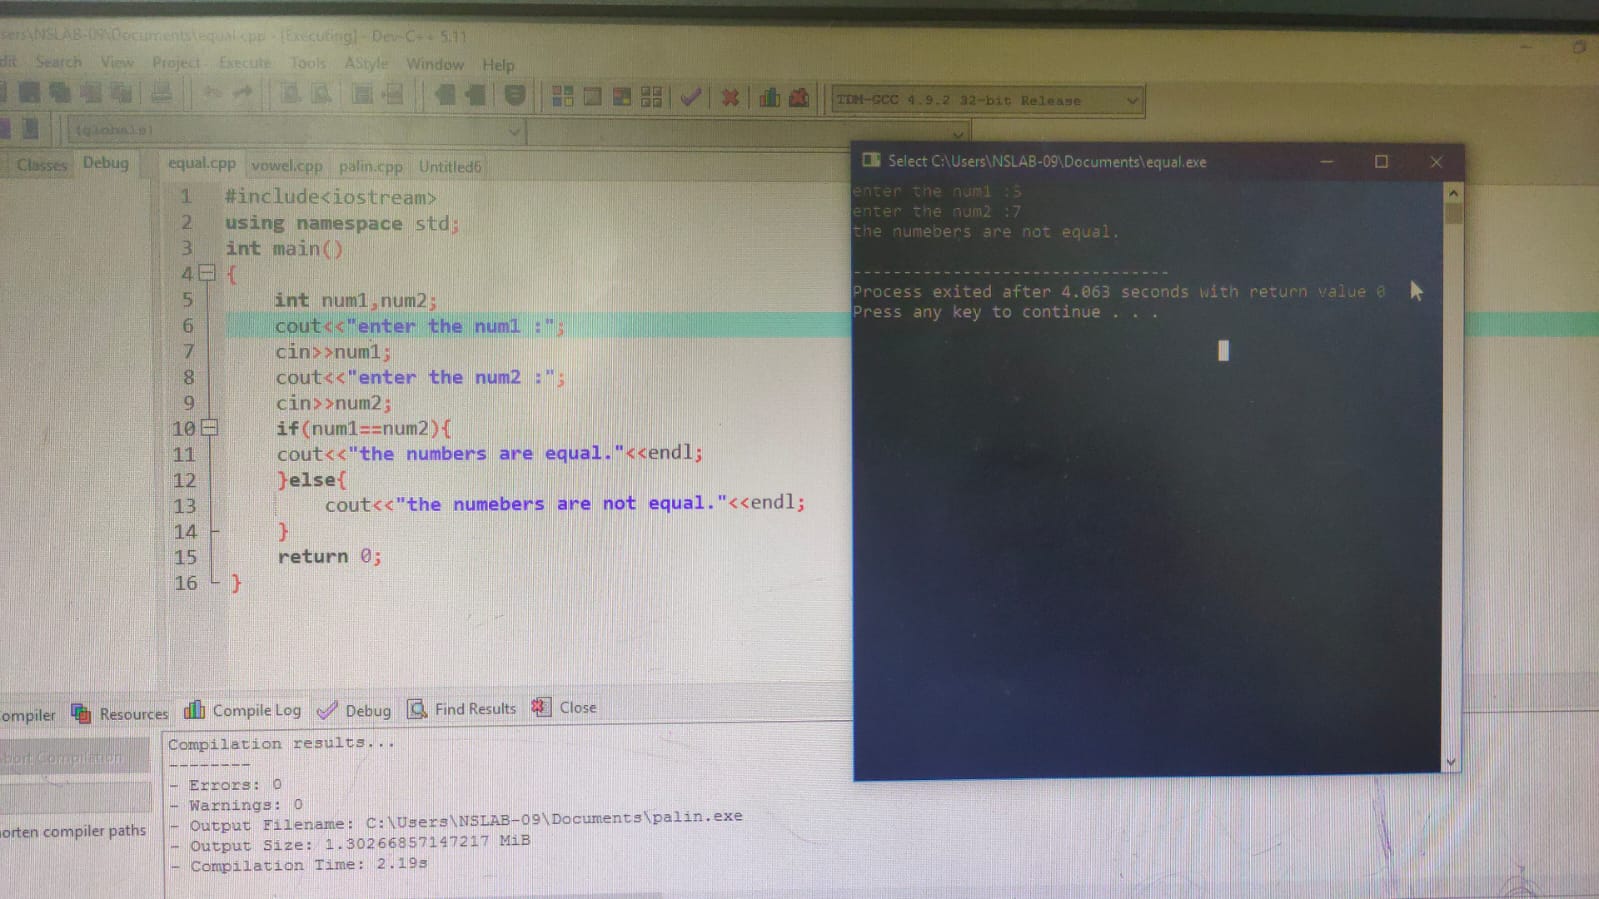 sers\NSLAB-09\Documents\equal.cpp - [Executing] - Dev-C++ 5.11
dit Search View Project Execute Tools AStyle Window Help
TDM-GCC 4.9.2 32-bit Release
(globals)
Classes Debug equal.cpp vowel.cpp palin.cpp Untitled6
1 #include<iostream>
2 using namespace std;
3 int main()
4 {
5 int num1,num2;
6 cout<<"enter the num1 :";
7 cin>>num1;
8 cout<<"enter the num2 :";
9 cin>>num2;
10 if(num1==num2){
11 cout<<"the numbers are equal."<<endl;
12 }else{
13 cout<<"the numebers are not equal."<<endl;
14 }
15 return 0;
16 }
Select C:\Users\NSLAB-09\Documents\equal.exe
enter the num1 :5
enter the num2 :7
the numebers are not equal.
--------------------------------
Process exited after 4.063 seconds with return value 0
Press any key to continue . . .
ompiler Resources Compile Log Debug Find Results Close
bort Compilation
orten compiler paths
Compilation results...
--------
- Errors: 0
- Warnings: 0
- Output Filename: C:\Users\NSLAB-09\Documents\palin.exe
- Output Size: 1.30266857147217 MiB
- Compilation Time: 2.19s